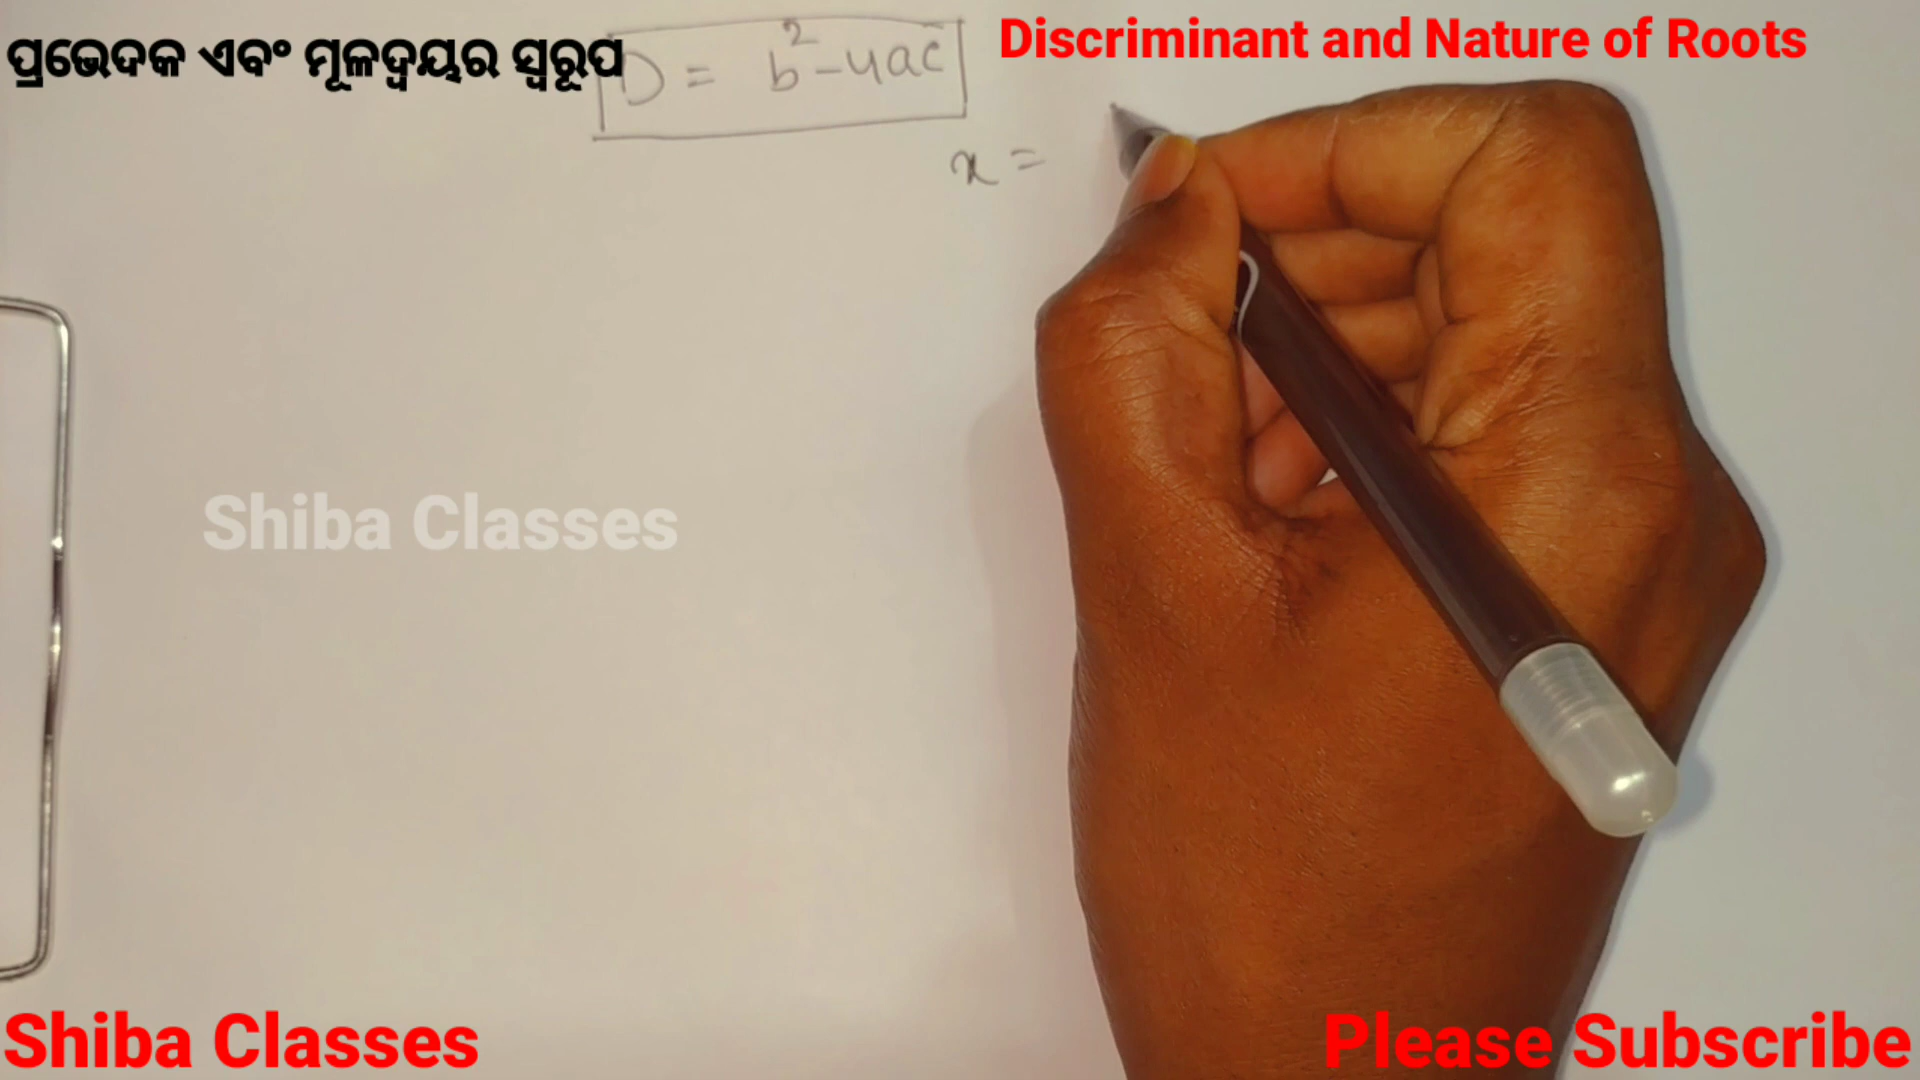 ପ୍ରଭେଦକ ଏବଂ ମୂଳଦ୍ୱୟର ସ୍ୱରୂପ
D = b²-4ac
Discriminant and Nature of Roots
x =
Shiba Classes
Shiba Classes
Please Subscribe